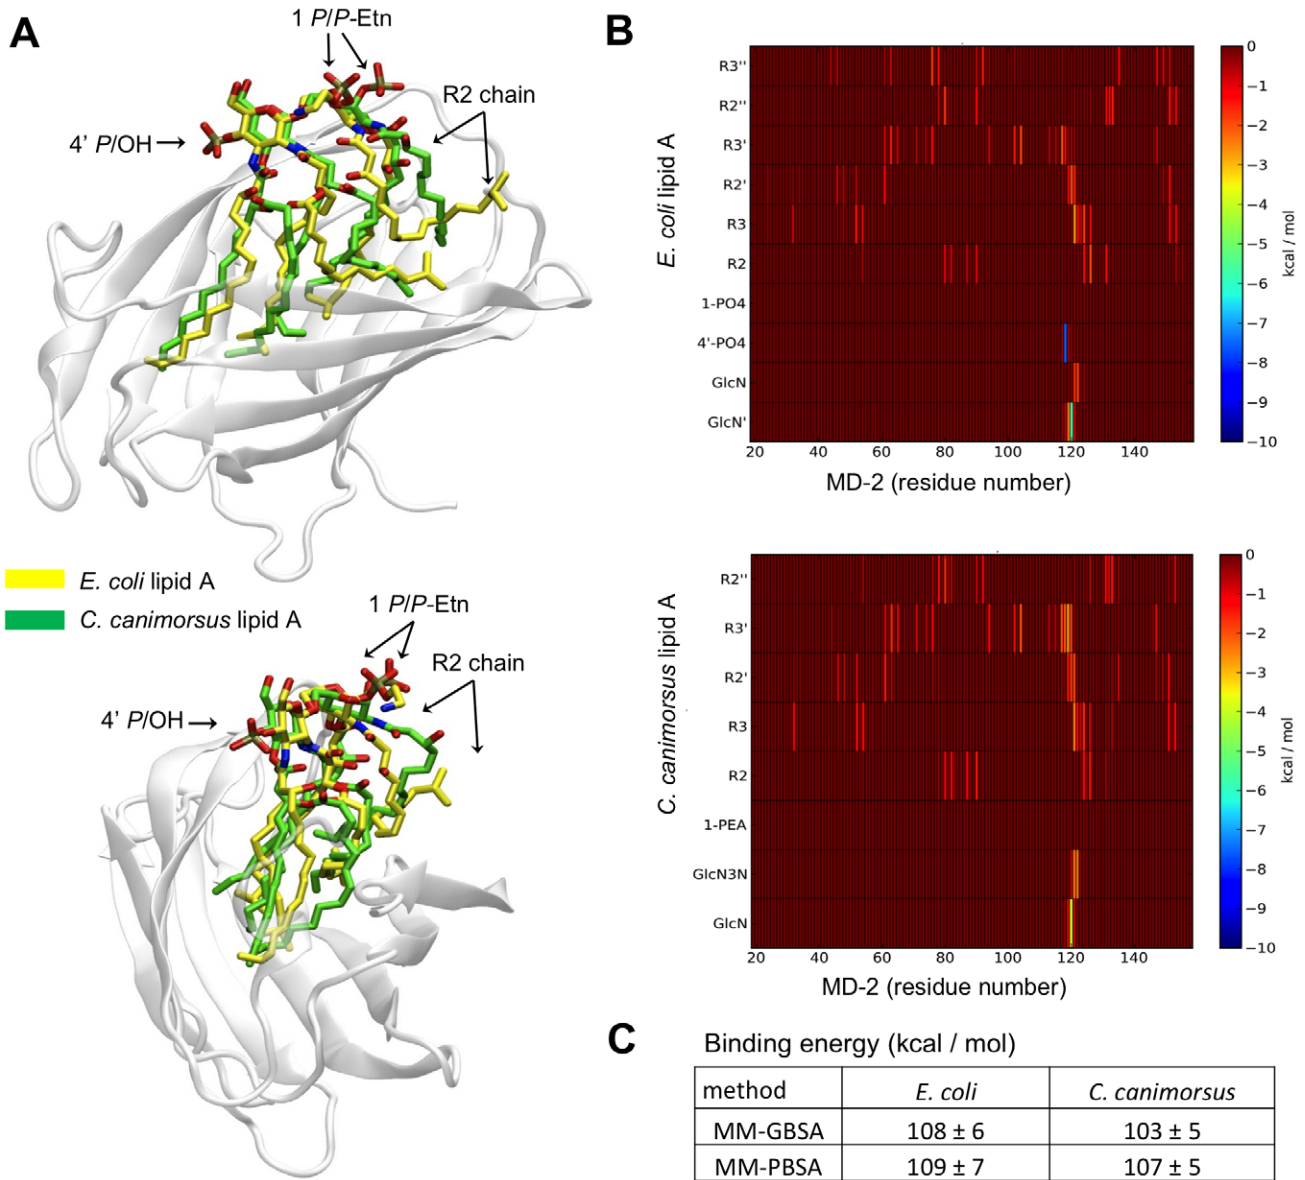 A
1 P/P-Etn
R2 chain
4' P/OH
E. coli lipid A
C. canimorsus lipid A
1 P/P-Etn
R2 chain
4' P/OH
B
E. coli lipid A
R3''
R2''
R3'
R2'
R3
R2
1-PO4
4'-PO4
GlcN
GlcN'
20 40 60 80 100 120 140
MD-2 (residue number)
0
−1
−2
−3
−4
−5
−6
−7
−8
−9
−10
kcal / mol
C. canimorsus lipid A
R2''
R3'
R2'
R3
R2
1-PEA
GlcN3N
GlcN
20 40 60 80 100 120 140
MD-2 (residue number)
0
−1
−2
−3
−4
−5
−6
−7
−8
−9
−10
kcal / mol
C
Binding energy (kcal / mol)
method E. coli C. canimorsus
MM-GBSA 108 ± 6 103 ± 5
MM-PBSA 109 ± 7 107 ± 5